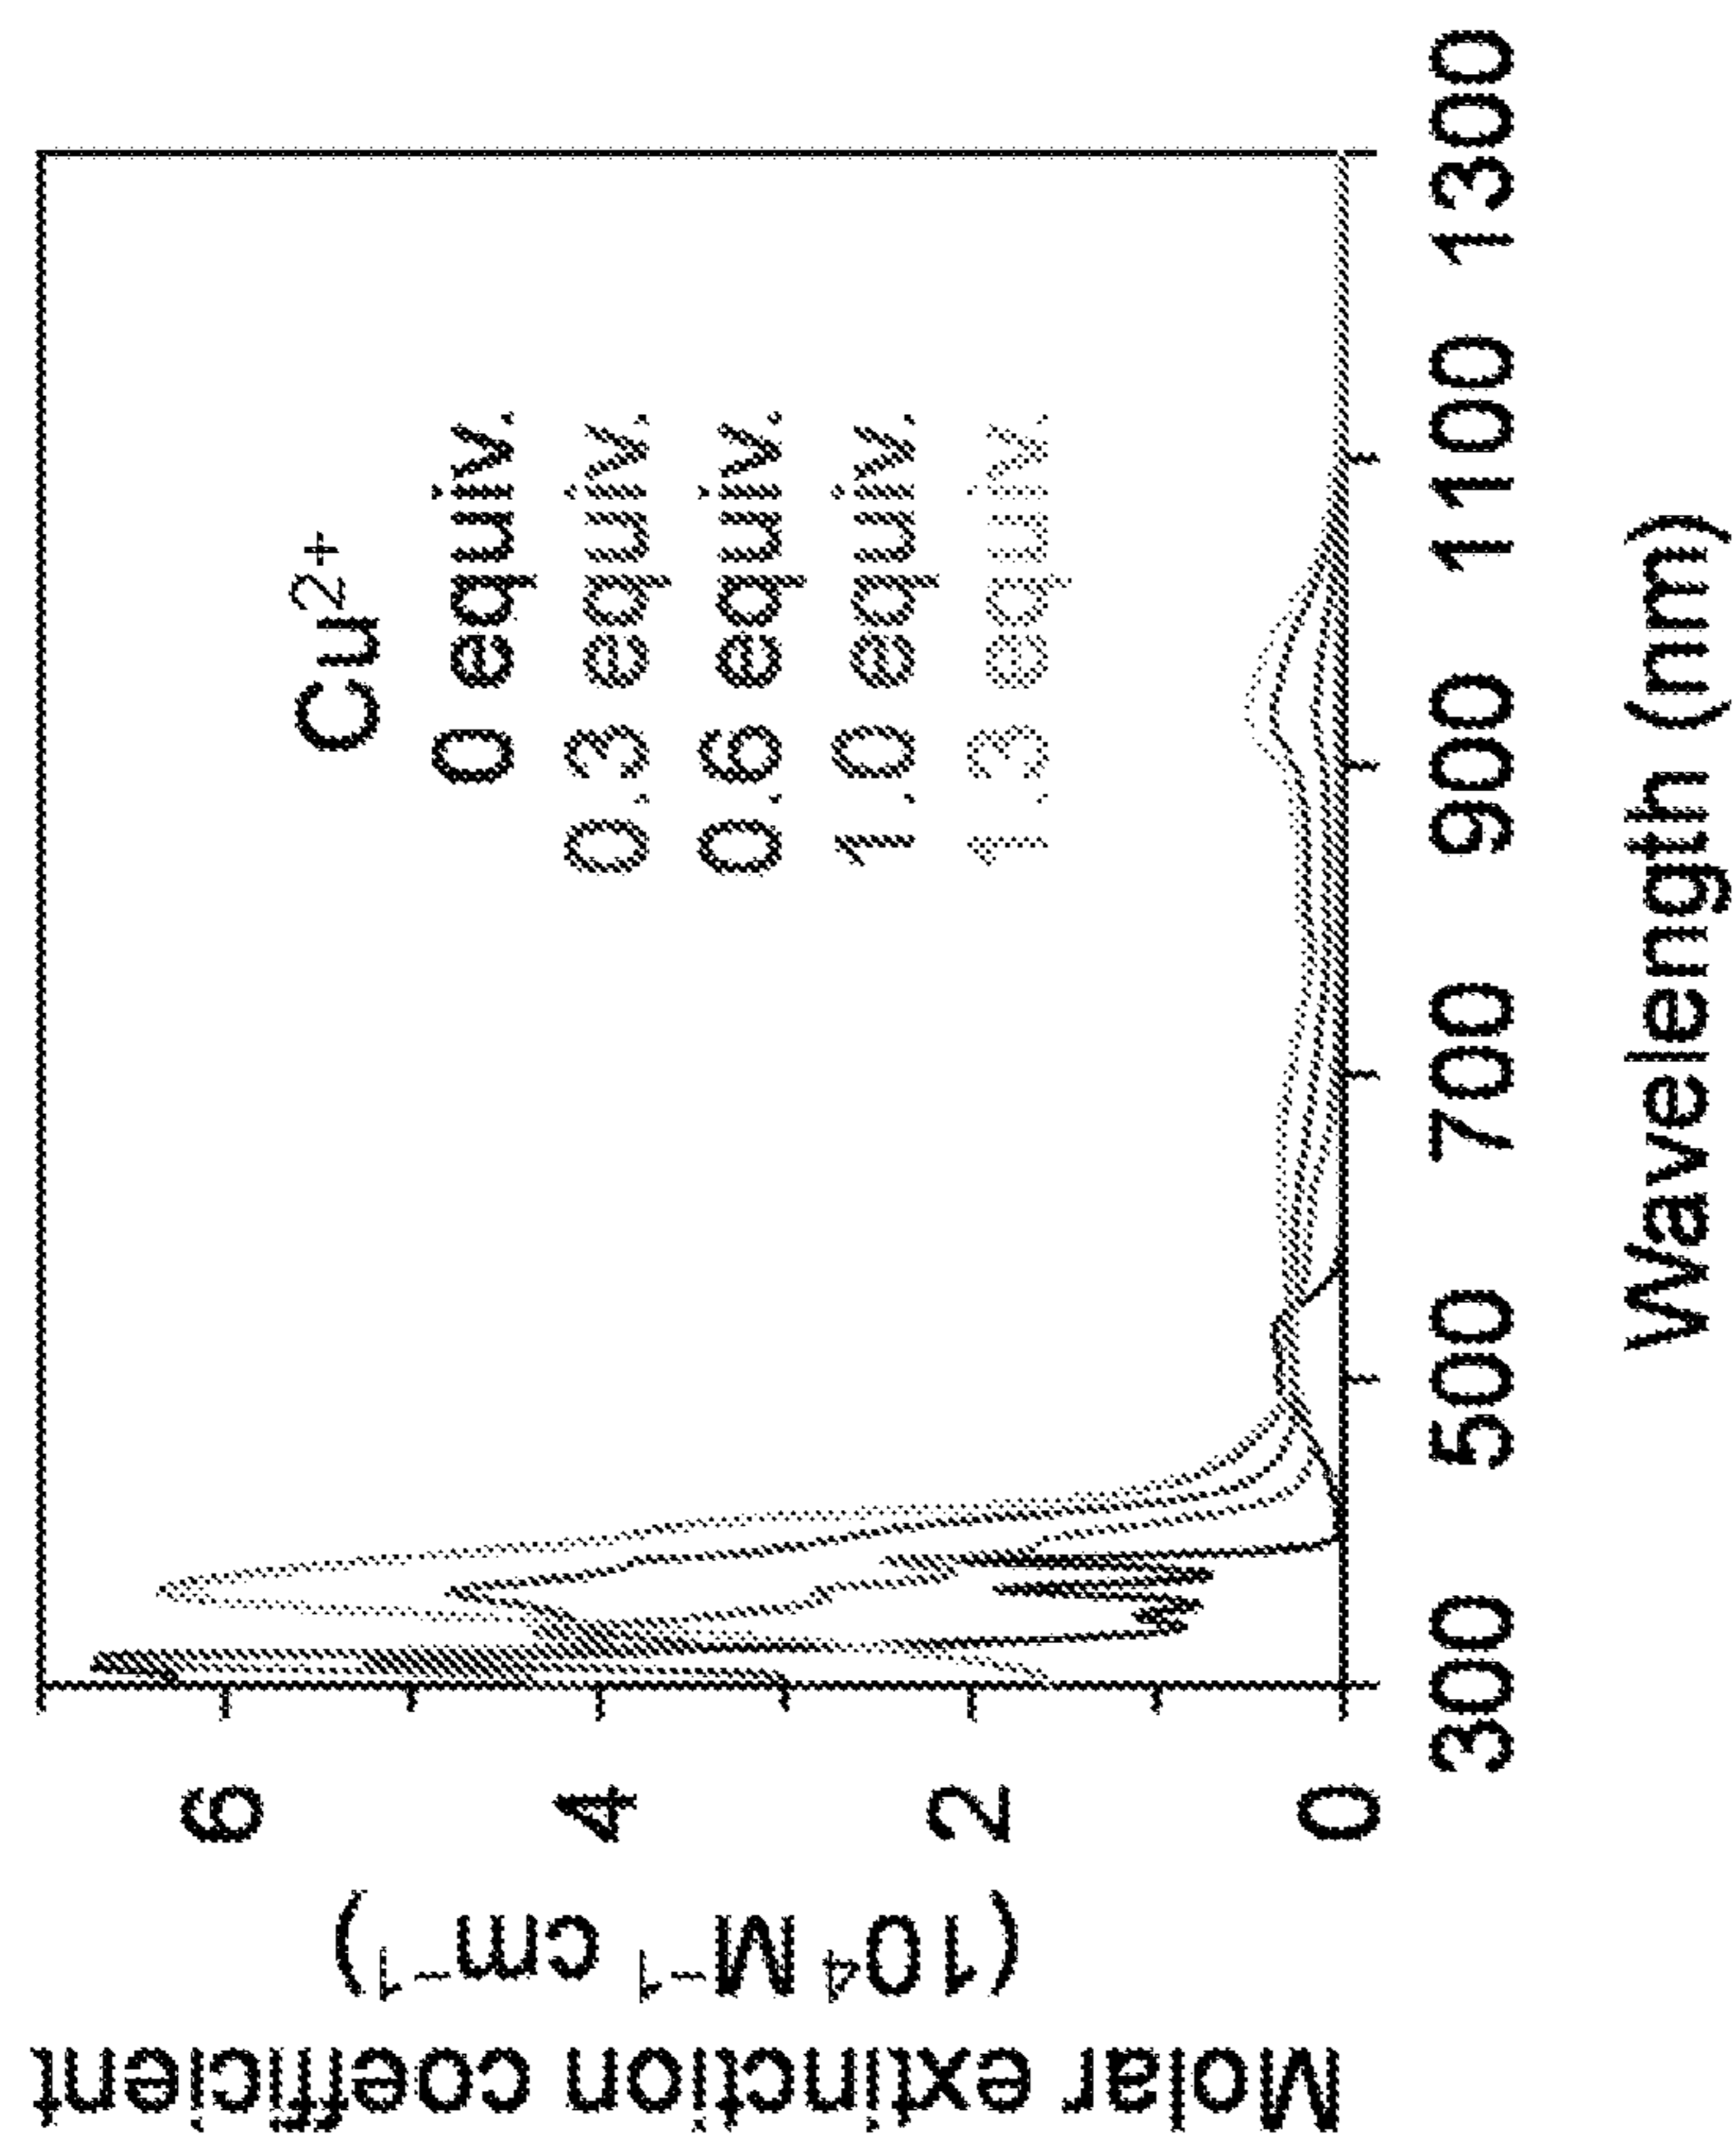 Molar extinction coefficient
(10⁴ M⁻¹ cm⁻¹)
6
4
2
0
Cu²⁺
0 equiv.
0.3 equiv.
0.6 equiv.
1.0 equiv.
1.3 equiv.
300 500 700 900 1100 1300
Wavelength (nm)